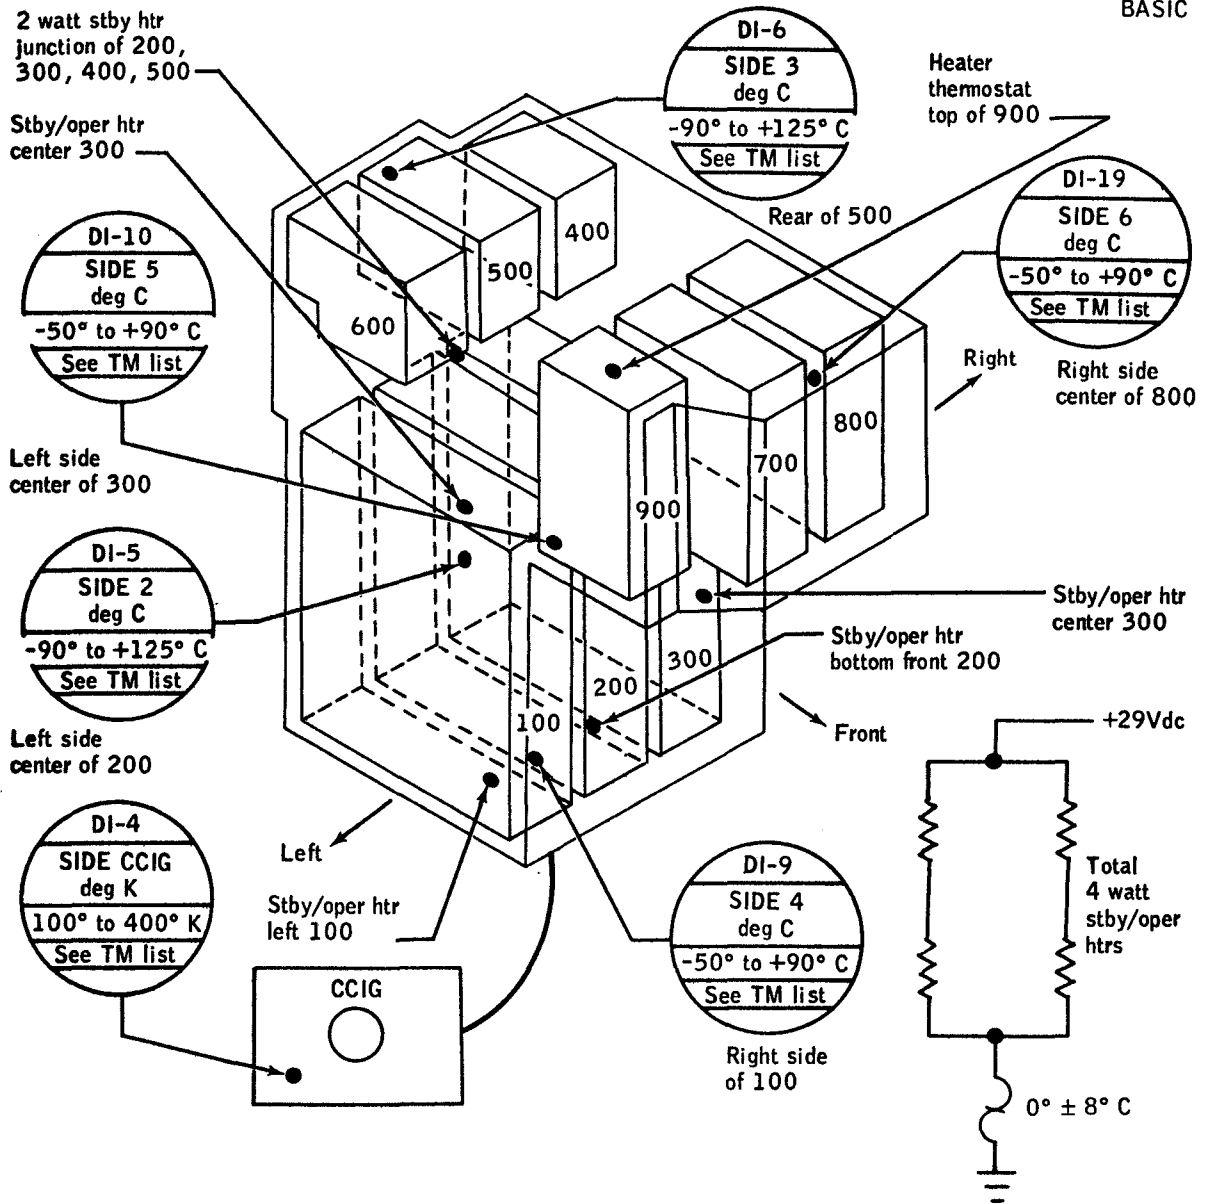 BASIC
2 watt stby htr
junction of 200,
300, 400, 500
Stby/oper htr
center 300
DI-6
SIDE 3
deg C
-90° to +125° C
See TM list
Rear of 500
Heater
thermostat
top of 900
DI-19
SIDE 6
deg C
-50° to +90° C
See TM list
Right side
center of 800
DI-10
SIDE 5
deg C
-50° to +90° C
See TM list
Left side
center of 300
400
500
600
Right
800
700
900
DI-5
SIDE 2
deg C
-90° to +125° C
See TM list
Left side
center of 200
Stby/oper htr
center 300
Stby/oper htr
bottom front 200
300
200
100
Front
+29Vdc
DI-4
SIDE CCIG
deg K
100° to 400° K
See TM list
Left
Stby/oper htr
left 100
CCIG
DI-9
SIDE 4
deg C
-50° to +90° C
See TM list
Right side
of 100
Total
4 watt
stby/oper
htrs
0° ± 8° C